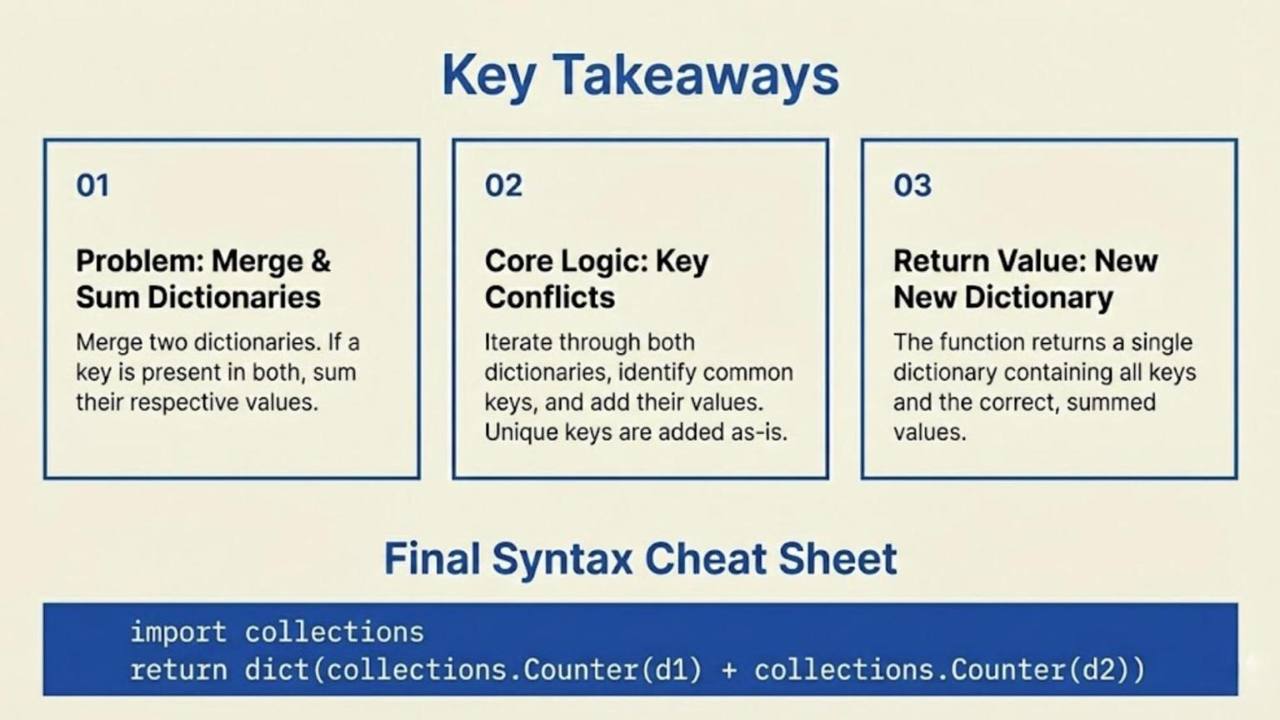 Key Takeaways
01
Problem: Merge &
Sum Dictionaries
Merge two dictionaries. If a
key is present in both, sum
their respective values.
02
Core Logic: Key
Conflicts
Iterate through both
dictionaries, identify common
keys, and add their values.
Unique keys are added as-is.
03
Return Value: New
New Dictionary
The function returns a single
dictionary containing all keys
and the correct, summed
values.
Final Syntax Cheat Sheet
import collections
return dict(collections.Counter(d1) + collections.Counter(d2))